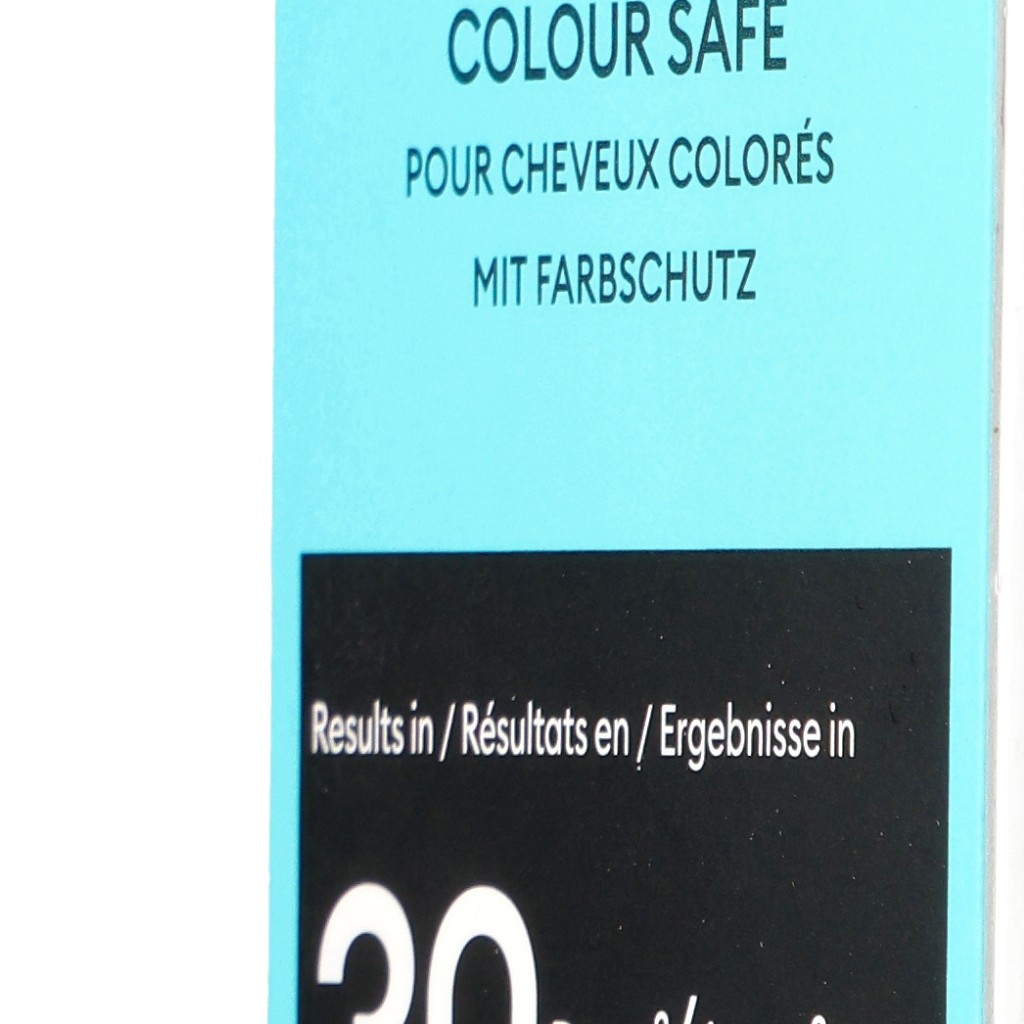 COLOUR SAFE
POUR CHEVEUX COLORÉS
MIT FARBSCHUTZ
Results in / Résultats en / Ergebnisse in